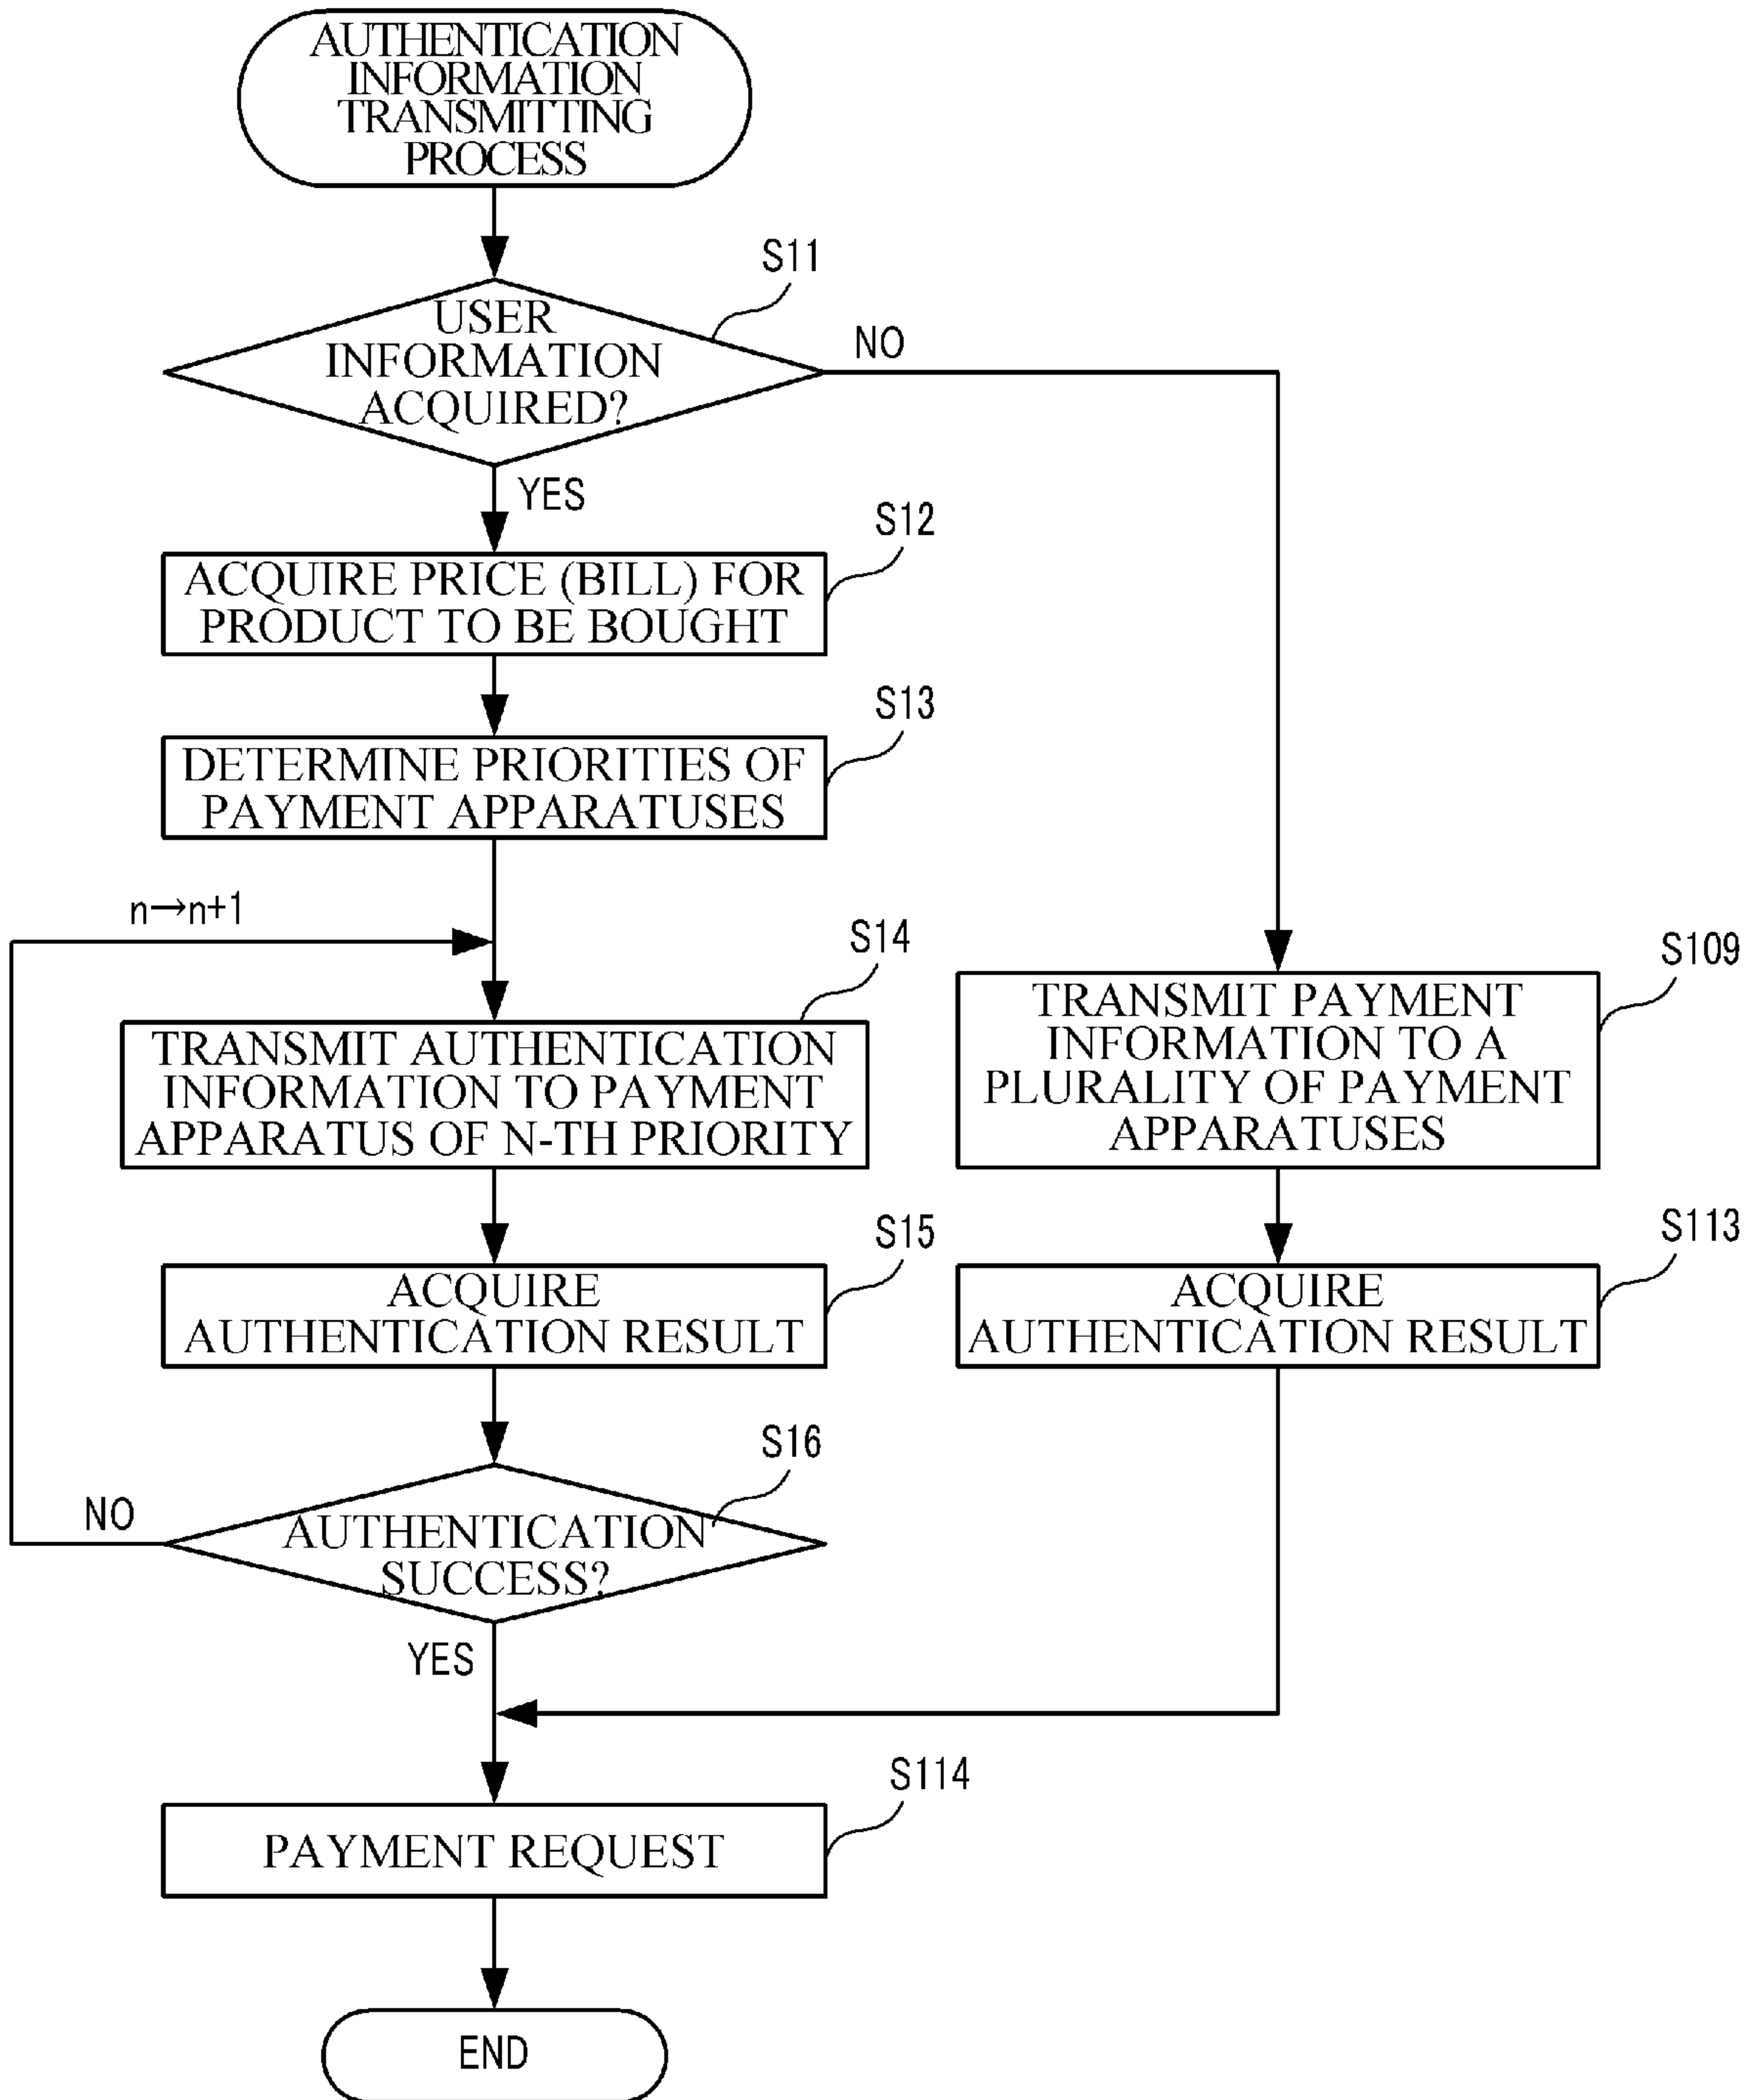 AUTHENTICATION
INFORMATION
TRANSMITTING
PROCESS
S11
USER
INFORMATION
ACQUIRED?
NO
YES
S12
ACQUIRE PRICE (BILL) FOR
PRODUCT TO BE BOUGHT
S13
DETERMINE PRIORITIES OF
PAYMENT APPARATUSES
n→n+1
S14
TRANSMIT AUTHENTICATION
INFORMATION TO PAYMENT
APPARATUS OF N-TH PRIORITY
S109
TRANSMIT PAYMENT
INFORMATION TO A
PLURALITY OF PAYMENT
APPARATUSES
S15
ACQUIRE
AUTHENTICATION RESULT
S113
ACQUIRE
AUTHENTICATION RESULT
S16
NO
AUTHENTICATION
SUCCESS?
YES
S114
PAYMENT REQUEST
END